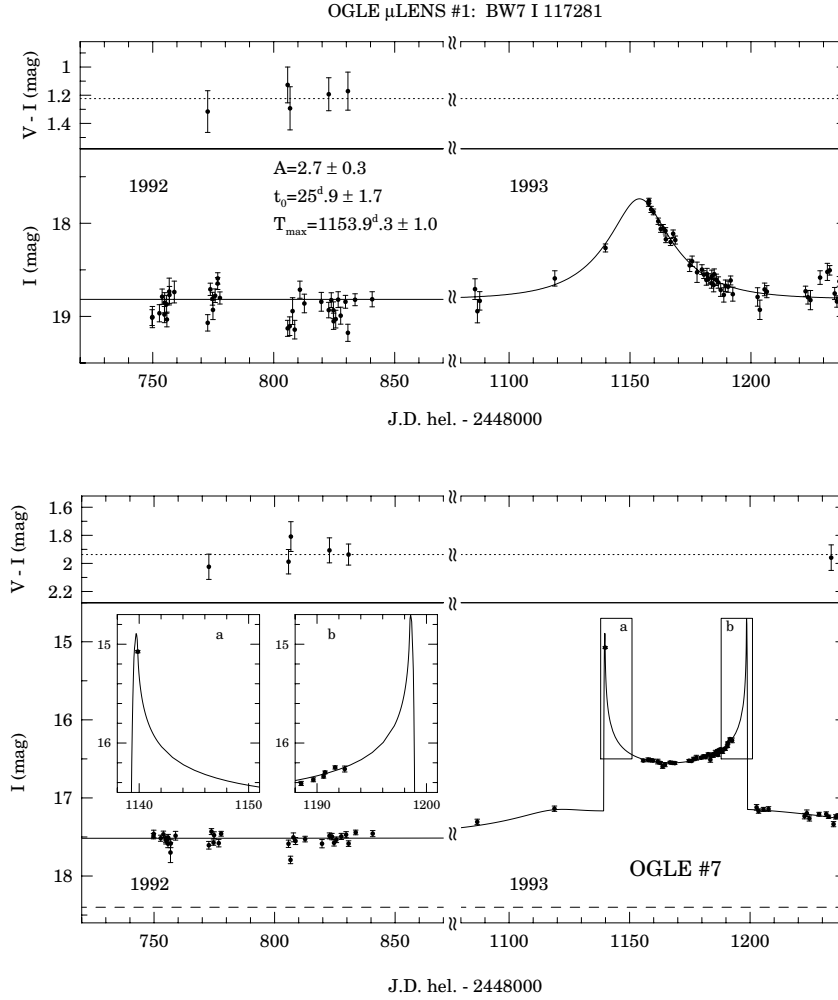 OGLE μLENS #1: BW7 I 117281
V - I (mag)
1
1.2
1.4
I (mag)
18
19
1992
A=2.7 ± 0.3
t₀=25ᵈ.9 ± 1.7
Tₘₐₓ=1153.9ᵈ.3 ± 1.0
1993
750
800
850
1100
1150
1200
J.D. hel. - 2448000
V - I (mag)
1.6
1.8
2
2.2
I (mag)
15
16
17
18
a
15
16
1140
1150
b
15
16
1190
1200
a
b
OGLE #7
1992
1993
750
800
850
1100
1150
1200
J.D. hel. - 2448000